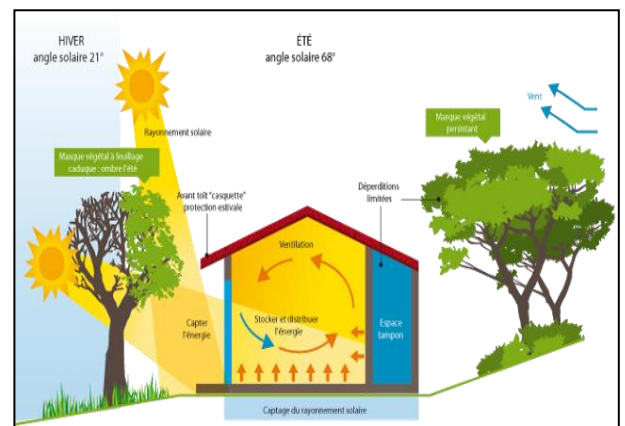 HIVER
angle solaire 21°
ÉTÉ
angle solaire 68°
Vent
Rayonnement solaire
Masque végétal
persistant
Masque végétal à feuillage
caduque : ombre l'été
Avant toît "casquette"
protection estivale
Déperditions
limitées
Ventilation
Capter
l'énergie
Stocker et distribuer
l'énergie
Espace
tampon
Captage du rayonnement solaire